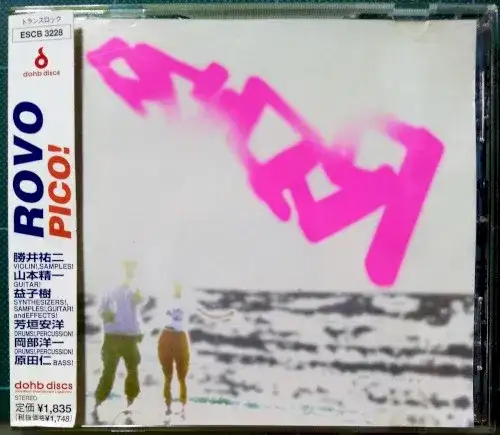 トランスロック
ESCB 3228
dohb discs
ROVO
PICO!
勝井祐二
VIOLIN!,SAMPLES!
山本精一
GUITAR!
益子樹
SYNTHESIZERS!,
SAMPLES!,GUITAR!
andEFFECTS!
芳垣安洋
DRUMS!,PERCUSSION!
岡部洋一
DRUMS!,PERCUSSION!
原田仁 BASS!
dohb discs
STEREO
定価 ¥1,835
(税抜価格¥1,748)